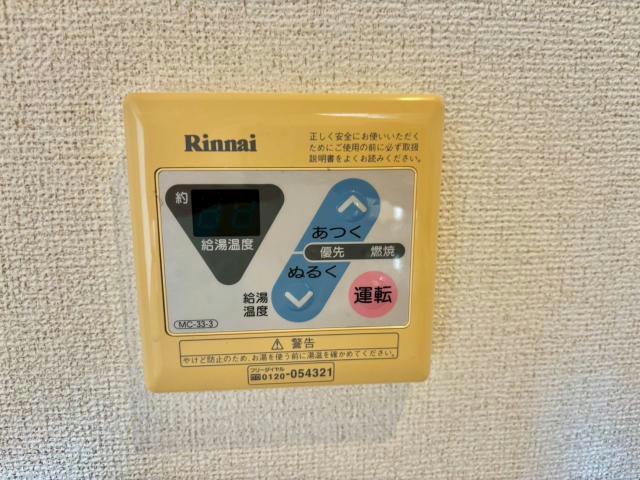 Rinnai
正しく安全にお使いいただく
ためにご使用の前に必ず取扱
説明書をよくお読みください。
約
給湯温度
あつく
優先 燃焼
ぬるく
給湯
温度
運転
MC-33-3
⚠ 警告
やけど防止のため、お湯を使う前に湯温を確かめてください。
フリーダイヤル
0120-054321